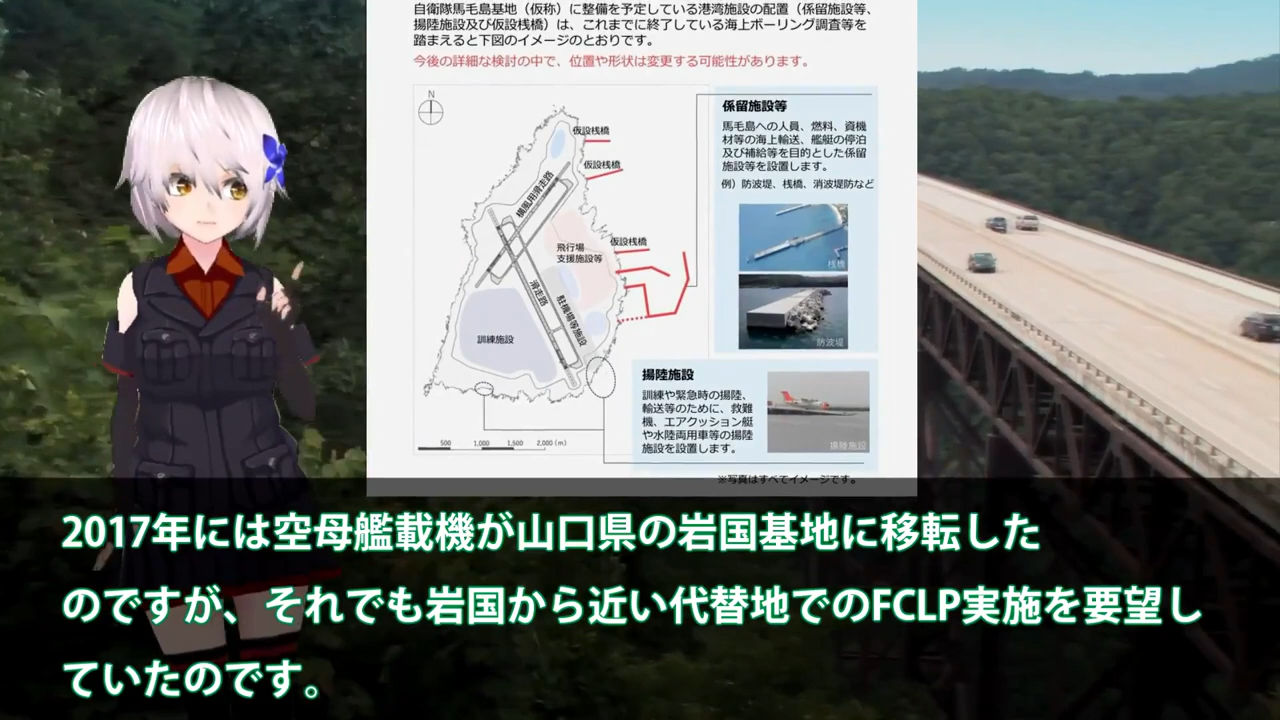 自衛隊馬毛島基地（仮称）に整備を予定している港湾施設の配置（係留施設等、
揚陸施設及び仮設桟橋）は、これまでに終了している海上ボーリング調査等を
踏まえると下図のイメージのとおりです。
今後の詳細な検討の中で、位置や形状は変更する可能性があります。
N
仮設桟橋
仮設桟橋
横風用滑走路
仮設桟橋
飛行場
支援施設等
滑走路
駐機場等施設
訓練施設
500 1,000 1,500 2,000 (m)
係留施設等
馬毛島への人員、燃料、資機
材等の海上輸送、艦艇の停泊
及び補給等を目的とした係留
施設等を設置します。
例）防波堤、桟橋、消波堤防など
桟橋
防波堤
揚陸施設
訓練や緊急時の揚陸、
輸送等のために、救難
機、エアクッション艇
や水陸両用車等の揚陸
施設を設置します。
揚陸施設
※写真はすべてイメージです。
2017年には空母艦載機が山口県の岩国基地に移転した
のですが、それでも岩国から近い代替地でのFCLP実施を要望し
ていたのです。